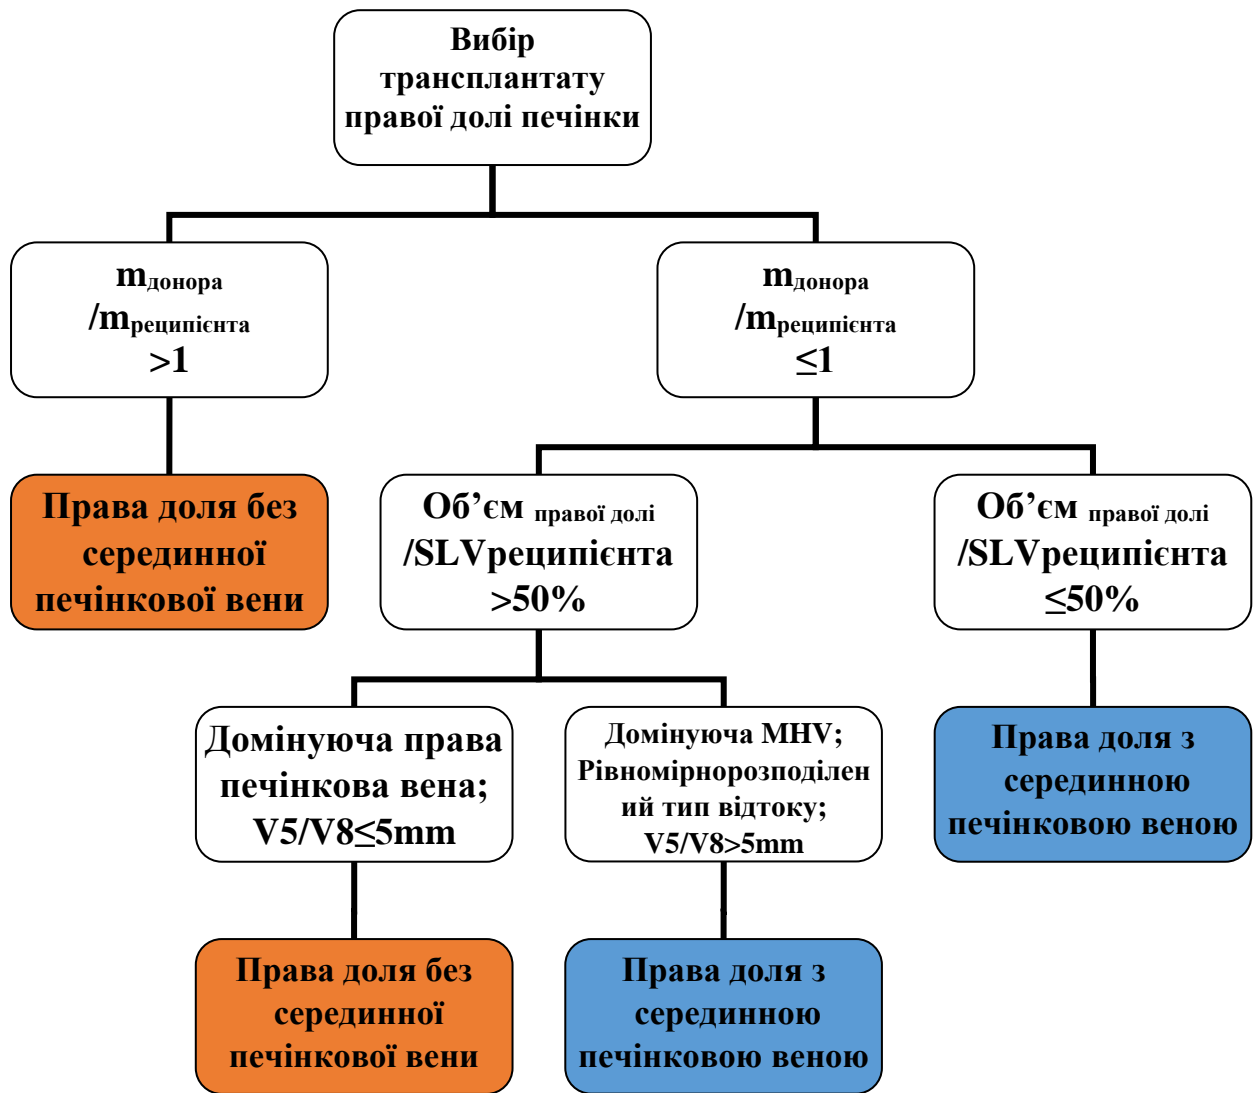 Вибір
трансплантату
правої долі печінки
mдонора
/mреципієнта
>1
mдонора
/mреципієнта
≤1
Права доля без
серединної
печінкової вени
Об’єм правої долі
/SLVреципієнта
>50%
Об’єм правої долі
/SLVреципієнта
≤50%
Домінуюча права
печінкова вена;
V5/V8≤5mm
Домінуюча MHV;
Рівномірнорозподілен
ий тип відтоку;
V5/V8>5mm
Права доля з
серединною
печінковою веною
Права доля без
серединної
печінкової вени
Права доля з
серединною
печінковою веною